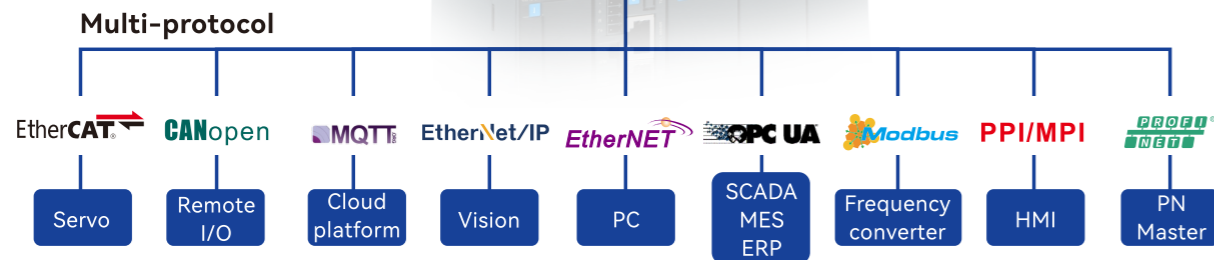 Multi-protocol
EtherCAT®
CANopen
MQTT
EtherNet/IP
EtherNET
OPC UA
Modbus
PPI/MPI
PROFI
NET
Servo
Remote
I/O
Cloud
platform
Vision
PC
SCADA
MES
ERP
Frequency
converter
HMI
PN
Master